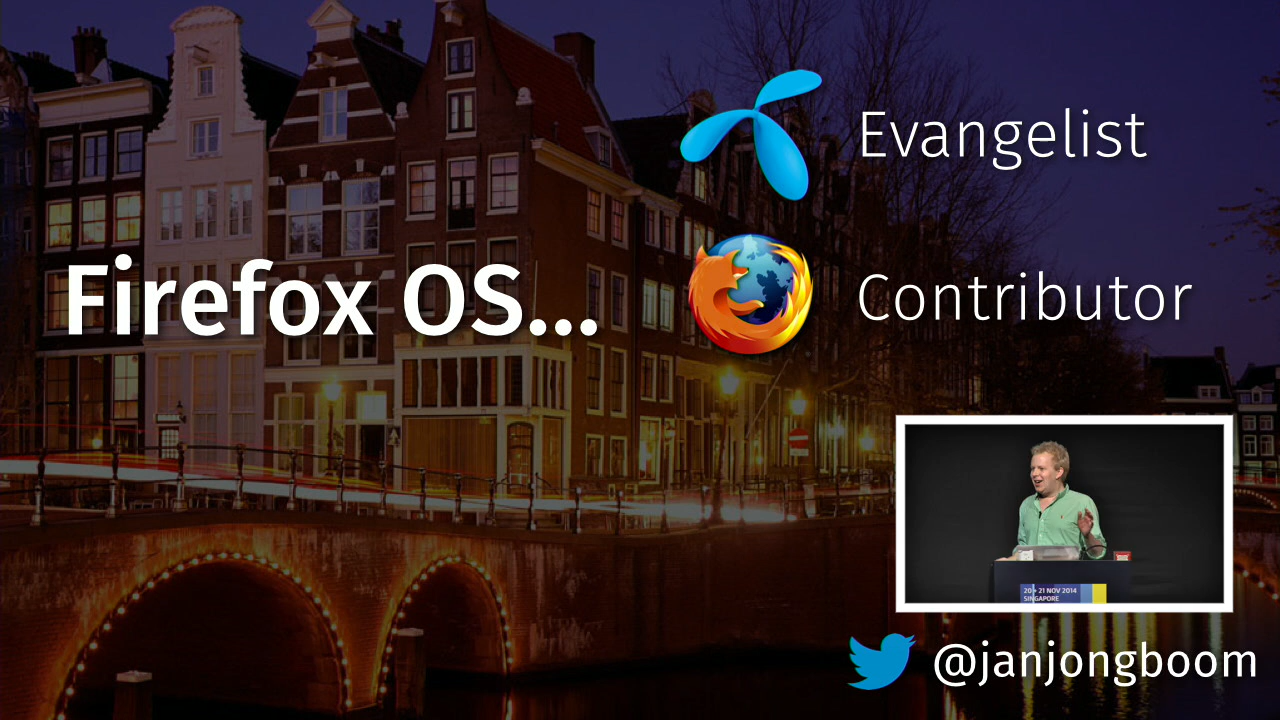 Evangelist
Firefox OS...
Contributor
20 + 21 NOV 2014
SINGAPORE
@janjongboom